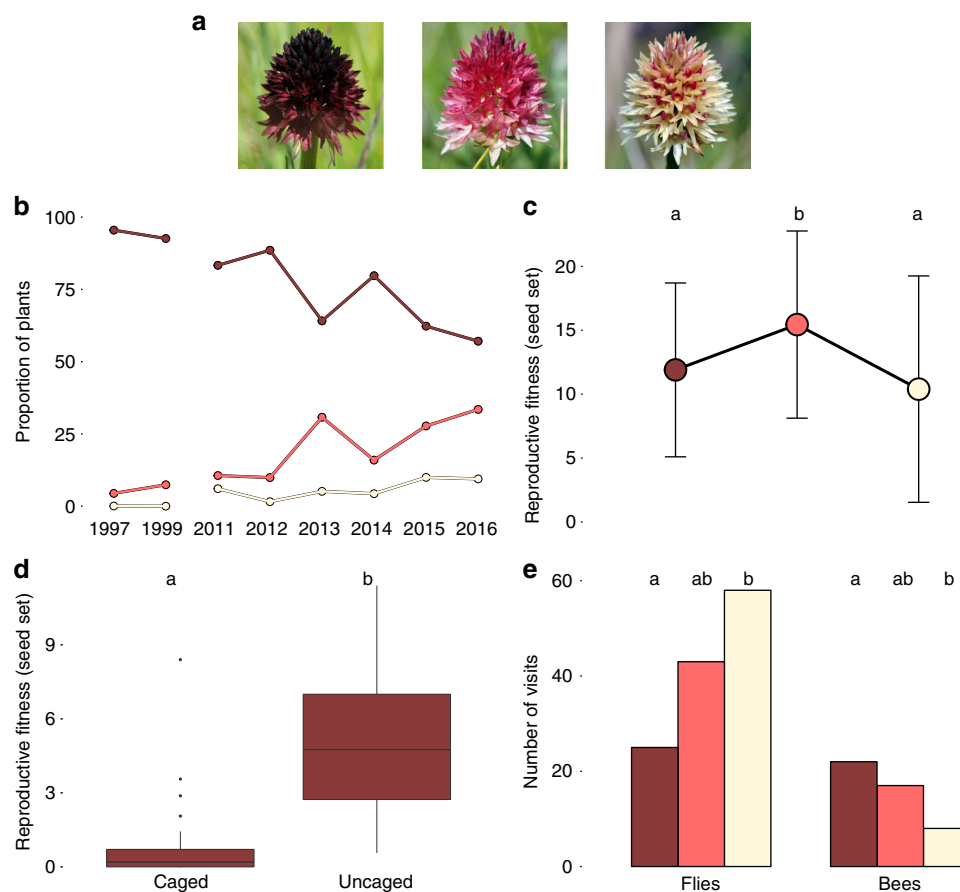 a
b
Proportion of plants
100
75
50
25
0
1997 1999 2011 2012 2013 2014 2015 2016
c
a b a
Reproductive fitness (seed set)
20
15
10
5
0
d
a b
Reproductive fitness (seed set)
9
6
3
0
Caged Uncaged
e
a ab b a ab b
Number of visits
60
40
20
0
Flies Bees